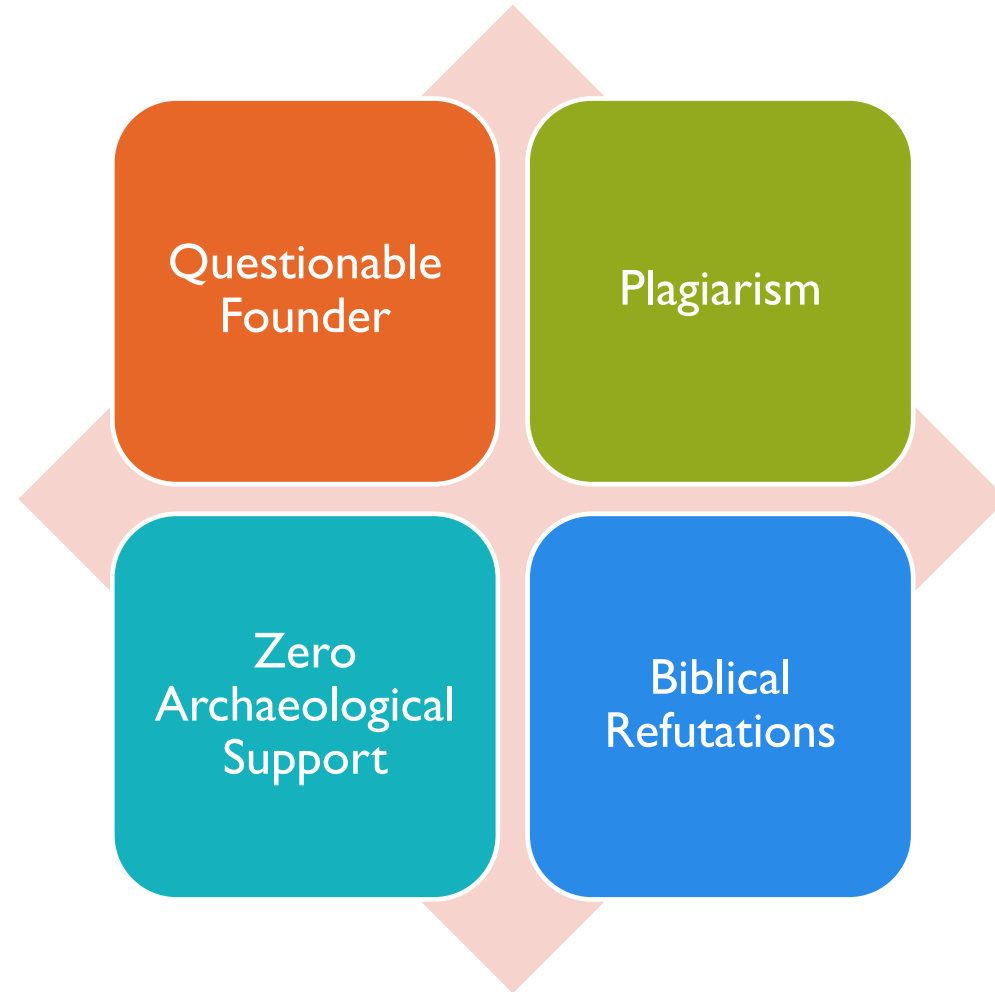 Questionable
Founder
Plagiarism
Zero
Archaeological
Support
Biblical
Refutations